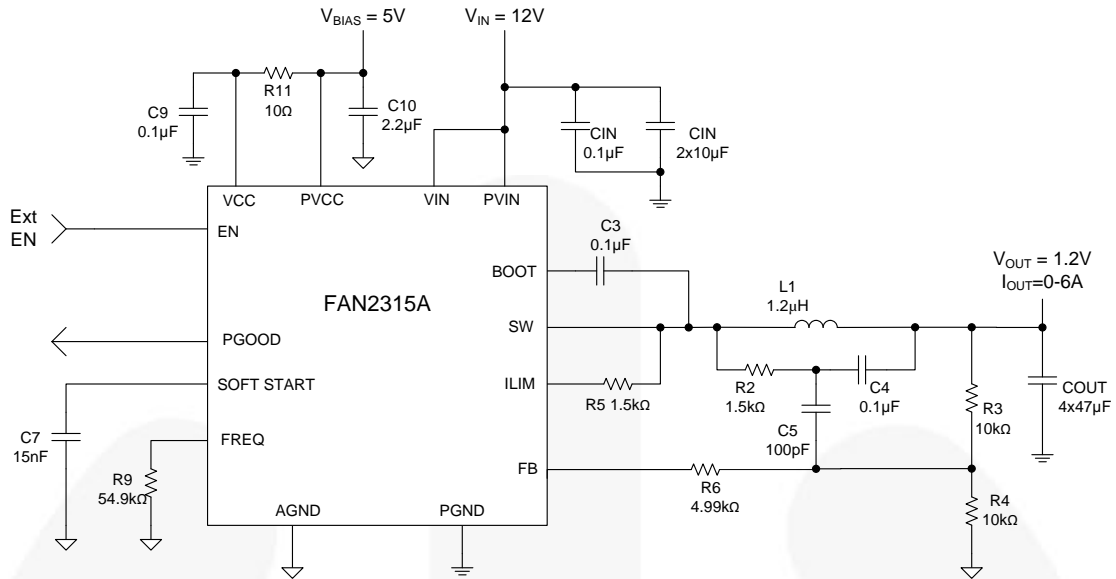 V_BIAS = 5V
V_IN = 12V
R11
10Ω
C9
0.1µF
C10
2.2µF
CIN
0.1µF
CIN
2x10µF
VCC
PVCC
VIN
PVIN
Ext
EN
EN
C3
0.1µF
BOOT
V_OUT = 1.2V
I_OUT=0-6A
FAN2315A
L1
1.2µH
SW
PGOOD
ILIM
R5 1.5kΩ
R2
1.5kΩ
C4
0.1µF
SOFT START
C7
15nF
C5
100pF
R3
10kΩ
COUT
4x47µF
FREQ
R9
54.9kΩ
FB
R6
4.99kΩ
R4
10kΩ
AGND
PGND